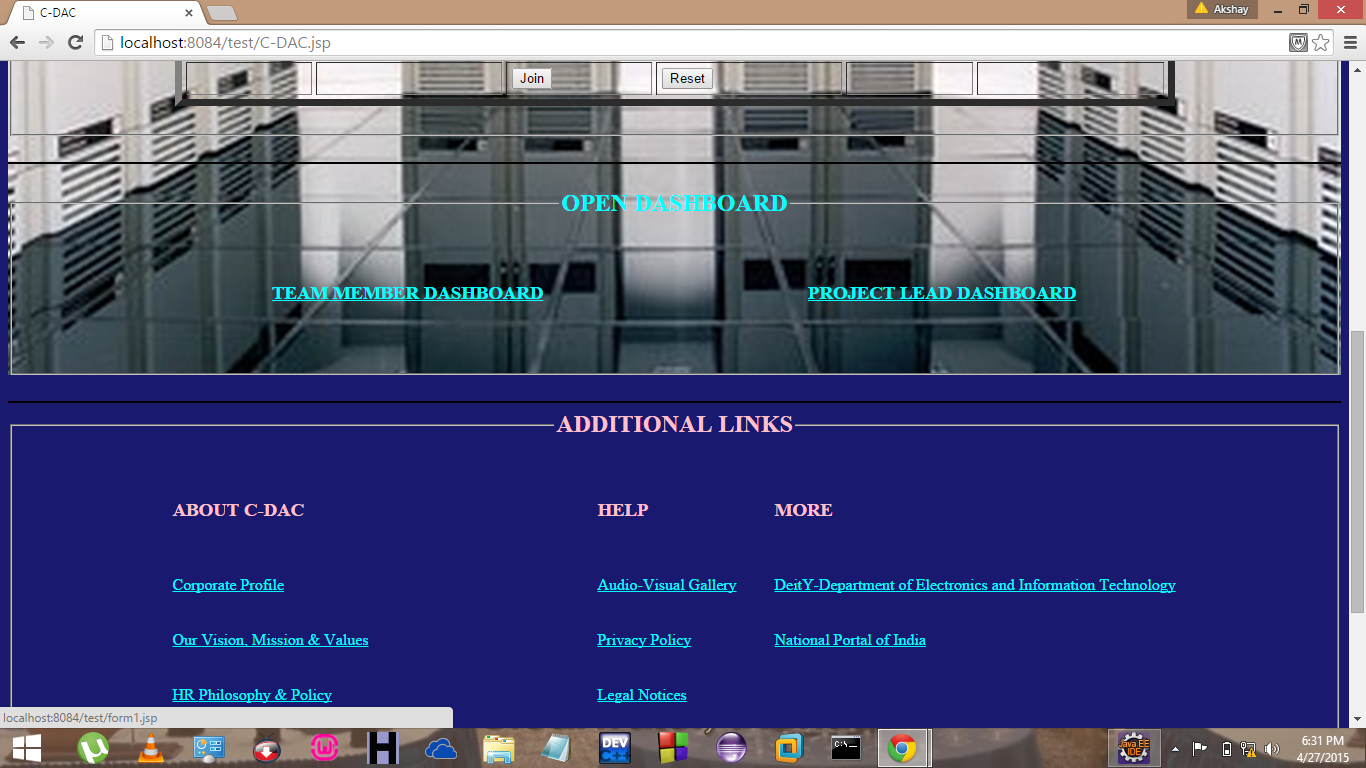 C-DAC
Akshay
localhost:8084/test/C-DAC.jsp
Join Reset
OPEN DASHBOARD
TEAM MEMBER DASHBOARD PROJECT LEAD DASHBOARD
ADDITIONAL LINKS
ABOUT C-DAC HELP MORE
Corporate Profile Audio-Visual Gallery DeitY-Department of Electronics and Information Technology
Our Vision, Mission & Values Privacy Policy National Portal of India
HR Philosophy & Policy Legal Notices
localhost:8084/test/form1.jsp
DEV C++
C:\_
Java EE
IDE
6:31 PM
4/27/2015